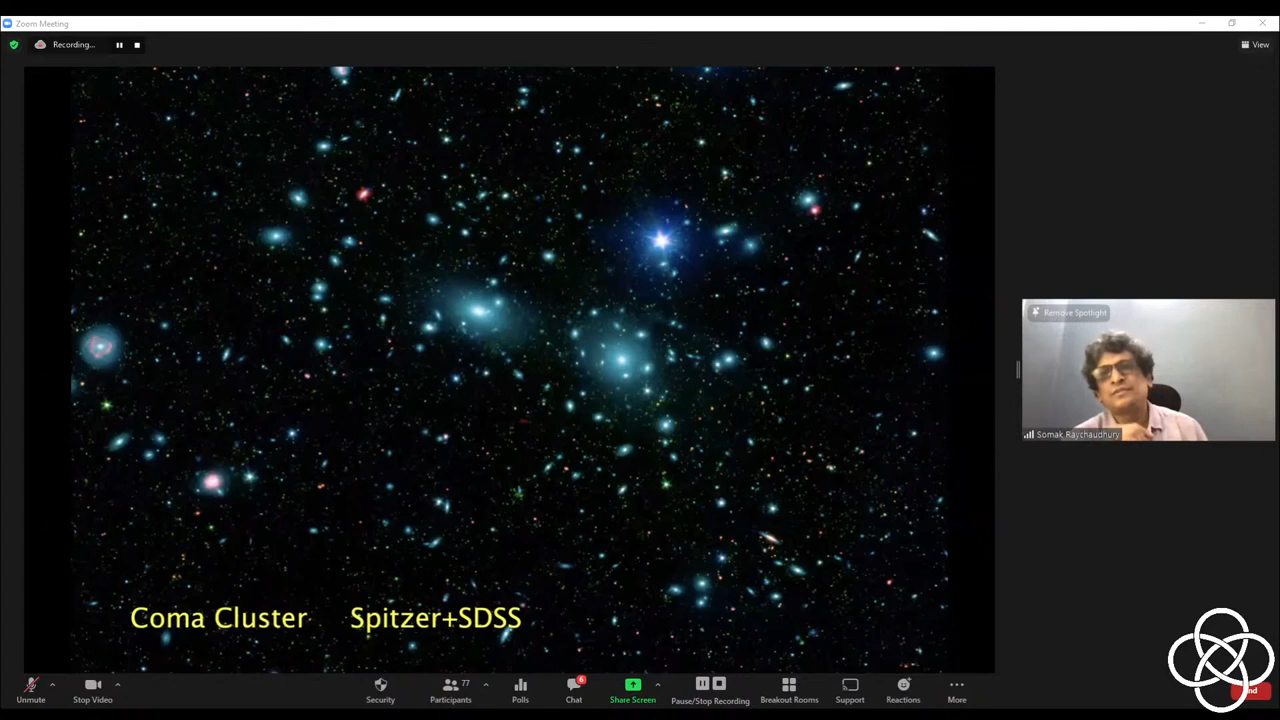 Zoom Meeting
Recording...
View
Remove Spotlight
Somak Raychaudhury
Coma Cluster Spitzer+SDSS
77
6
Unmute
Stop Video
Security
Participants
Polls
Chat
Share Screen
Pause/Stop Recording
Breakout Rooms
Support
Reactions
More